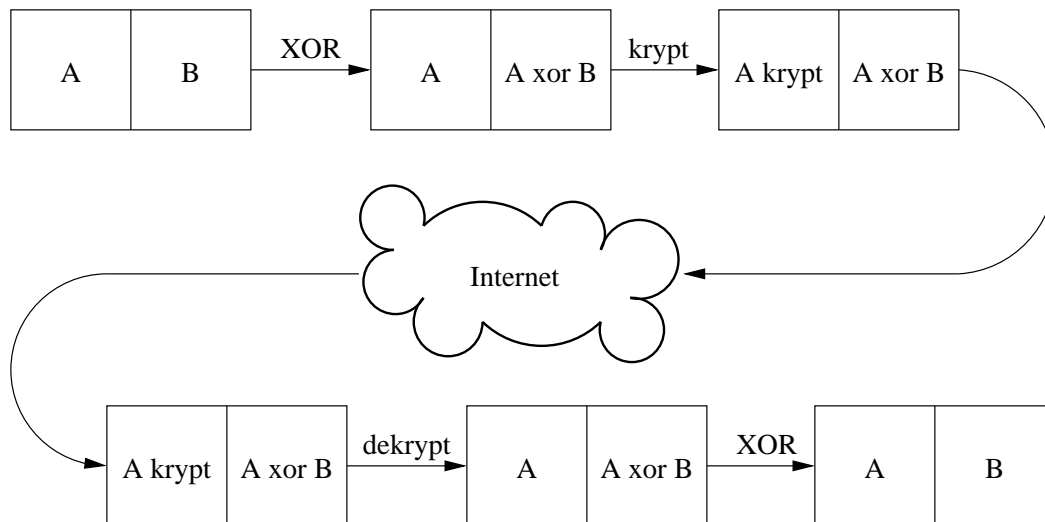 XOR
krypt
A
B
A
A xor B
A krypt
A xor B
Internet
dekrypt
XOR
A krypt
A xor B
A
A xor B
A
B